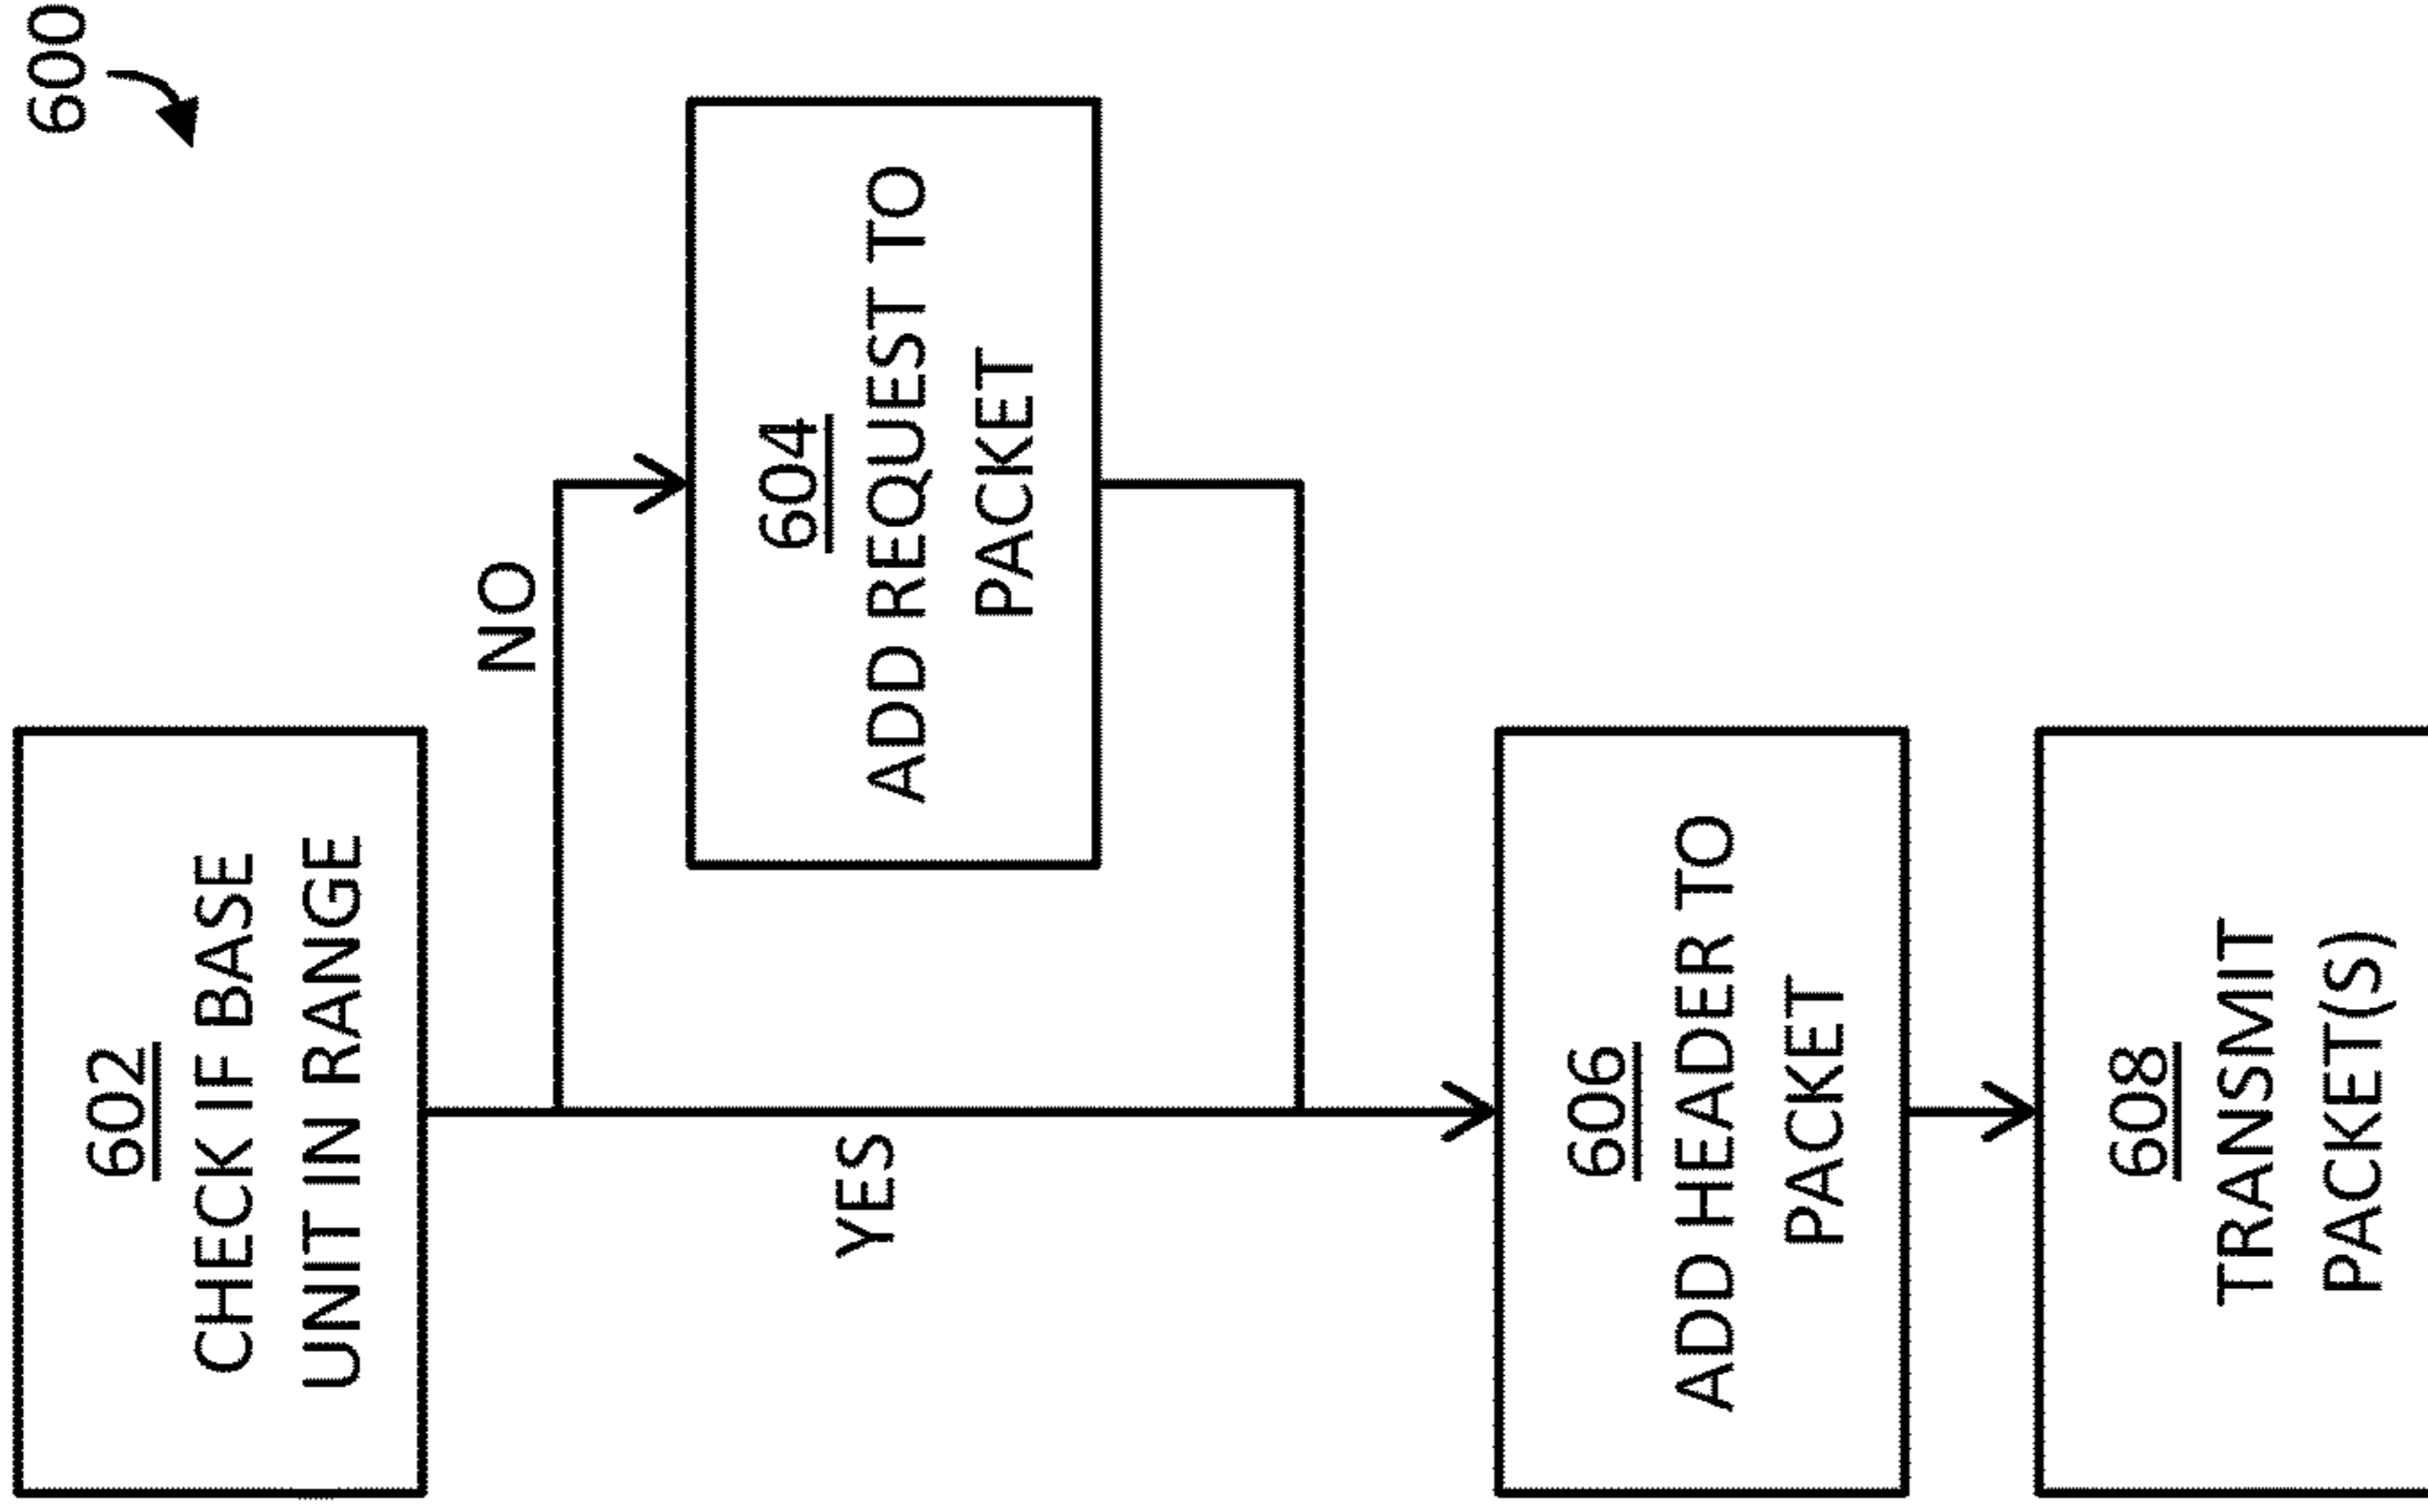 600
602
CHECK IF BASE
UNIT IN RANGE
NO
604
ADD REQUEST TO
PACKET
YES
606
ADD HEADER TO
PACKET
608
TRANSMIT
PACKET(S)